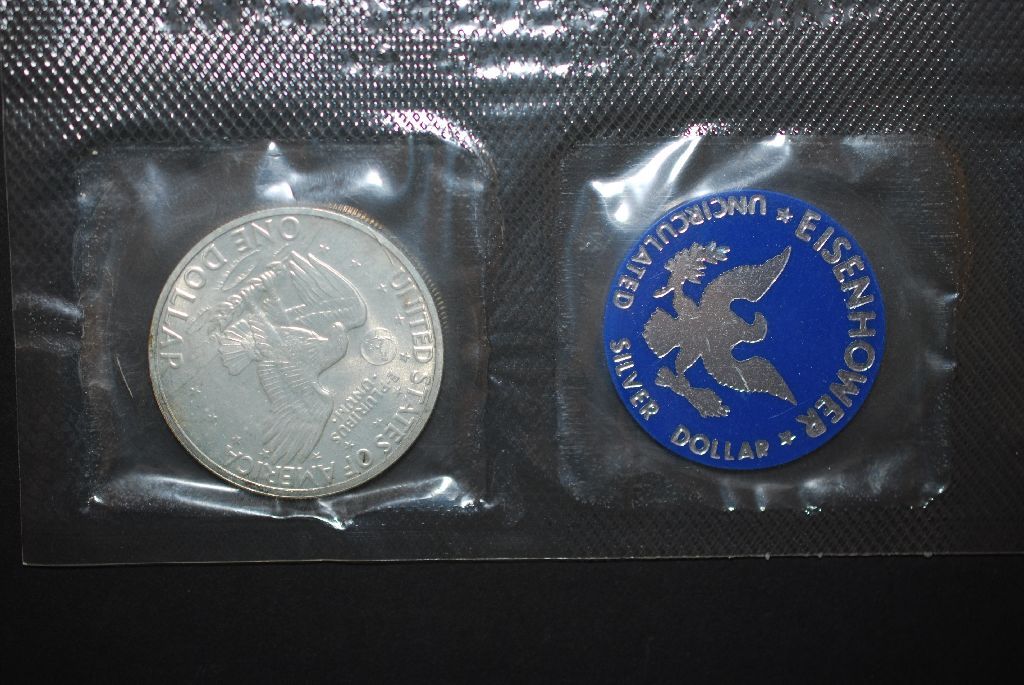 UNITED STATES OF AMERICA
E PLURIBUS
UNUM
ONE DOLLAR
EISENHOWER
UNCIRCULATED SILVER DOLLAR